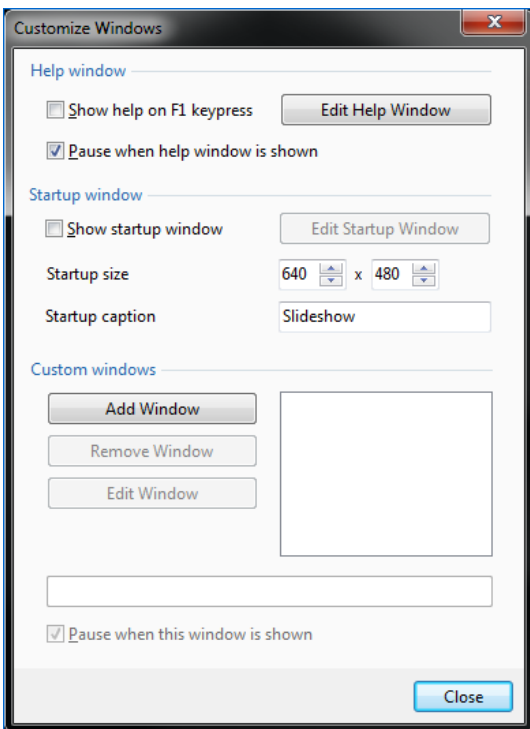 Customize Windows
Help window
Show help on F1 keypress
Edit Help Window
Pause when help window is shown
Startup window
Show startup window
Edit Startup Window
Startup size
640 x 480
Startup caption
Slideshow
Custom windows
Add Window
Remove Window
Edit Window
Pause when this window is shown
Close